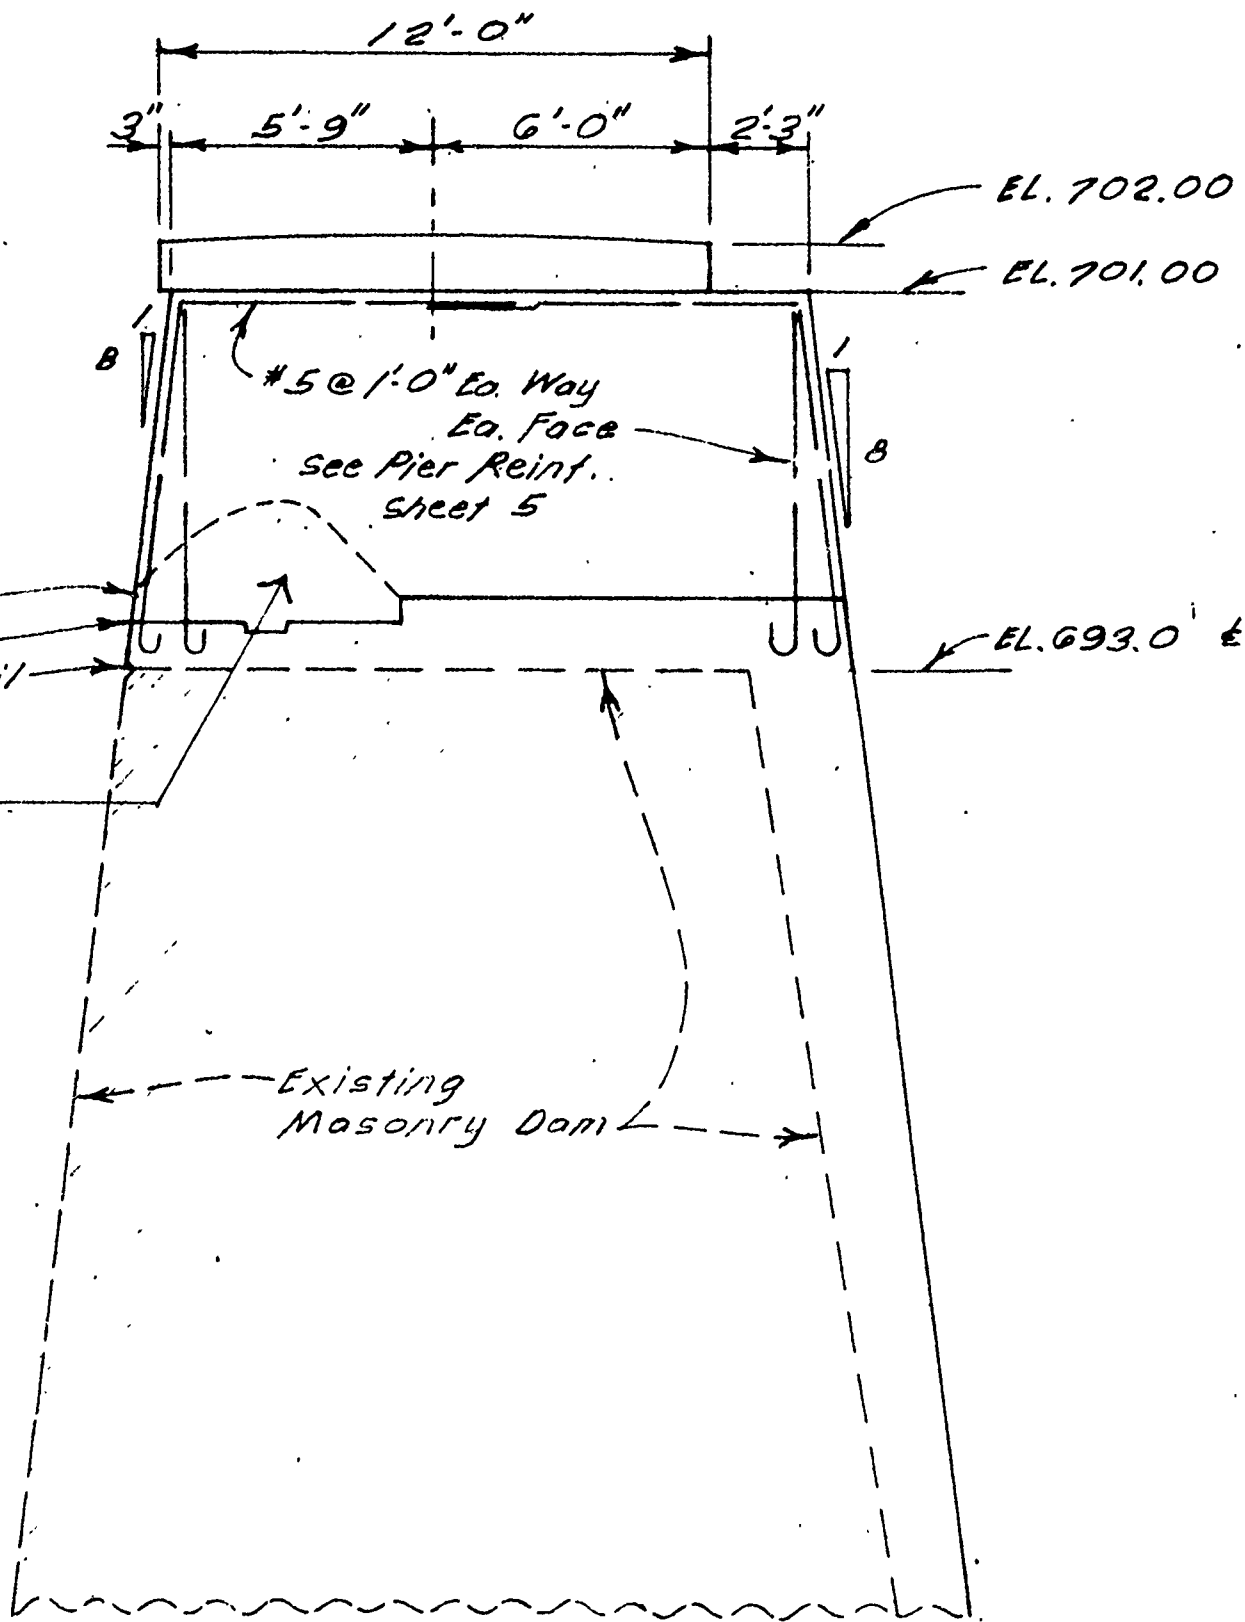 12'-0"
3" 5'-9" 6'-0" 2'-3"
EL. 702.00
EL. 701.00
1
8
1
8
#5 @ 1'-0" Ea. Way
Ea. Face
See Pier Reinf.
Sheet 5
EL. 693.0'
Existing
Masonry Dam